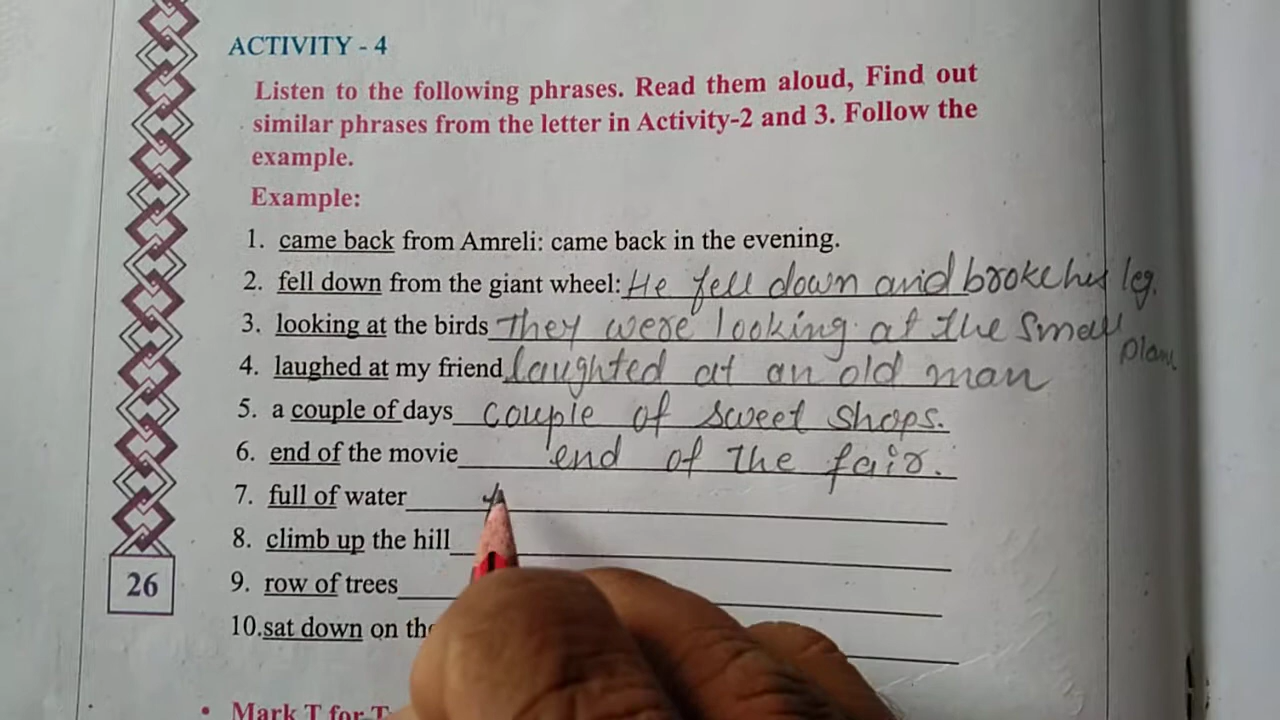 ACTIVITY - 4
Listen to the following phrases. Read them aloud, Find out
similar phrases from the letter in Activity-2 and 3. Follow the
example.
Example:
1. came back from Amreli: came back in the evening.
2. fell down from the giant wheel: He fell down and brooke his leg.
3. looking at the birds They were looking at the small
plane
4. laughed at my friend laughted at an old man
5. a couple of days couple of sweet shops.
6. end of the movie end of the fair.
7. full of water
8. climb up the hill
9. row of trees
10.sat down on the
26
• Mark T for T